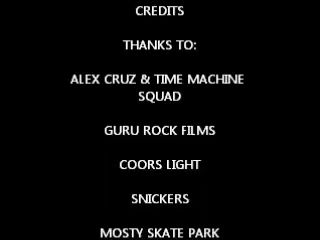 CREDITS
THANKS TO:
ALEX CRUZ & TIME MACHINE
SQUAD
GURU ROCK FILMS
COORS LIGHT
SNICKERS
MOSTY SKATE PARK